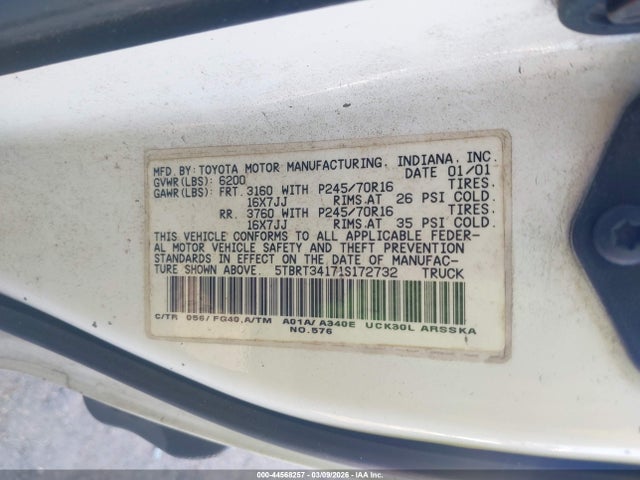 MFD. BY: TOYOTA MOTOR MANUFACTURING, INDIANA, INC.
GVWR(LBS): 6200 DATE 01/01
GAWR(LBS): FRT. 3160 WITH P245/70R16 TIRES.
16X7JJ RIMS.AT 26 PSI COLD.
RR. 3760 WITH P245/70R16 TIRES.
16X7JJ RIMS.AT 35 PSI COLD.
THIS VEHICLE CONFORMS TO ALL APPLICABLE FEDER-
AL MOTOR VEHICLE SAFETY AND THEFT PREVENTION
STANDARDS IN EFFECT ON THE DATE OF MANUFAC-
TURE SHOWN ABOVE. 5TBRT34171S172732 TRUCK
C/TR 056/FG40,A/TM A01A/A340E UCK30L ARSSKA
NO.576
000-44568257 - 03/09/2026 - IAA Inc.